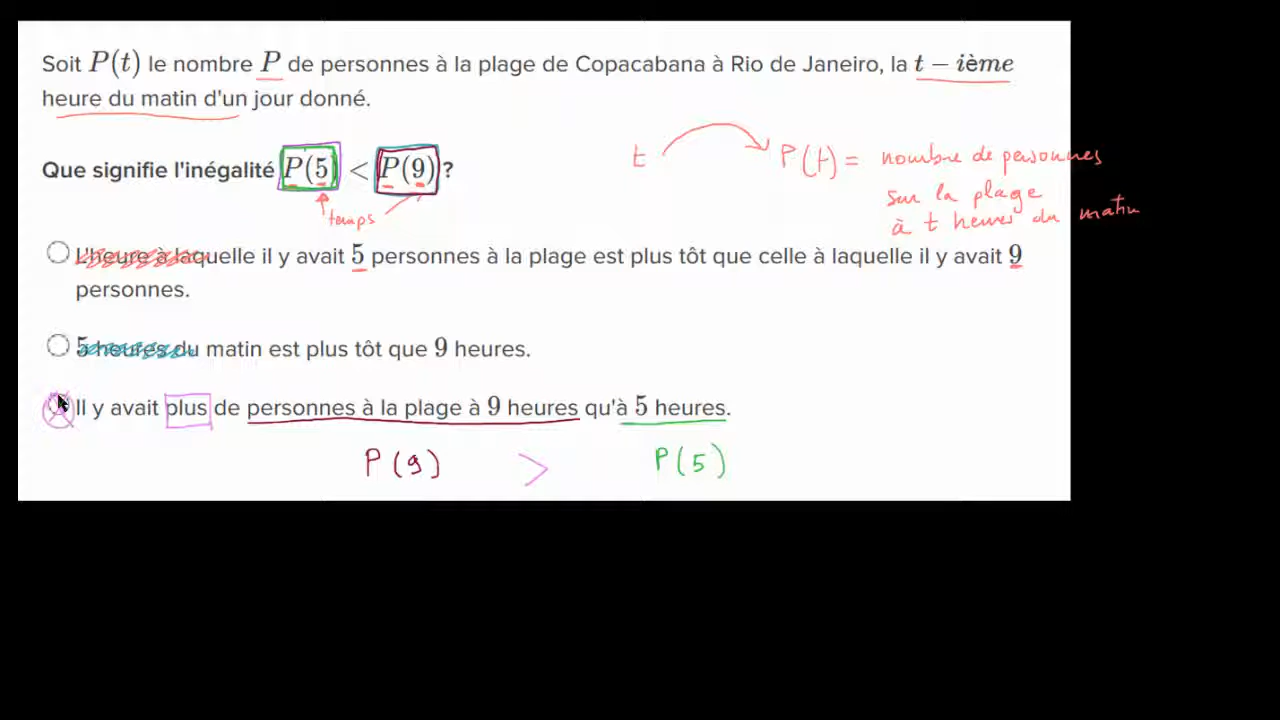 Soit P(t) le nombre P de personnes à la plage de Copacabana à Rio de Janeiro, la t − ième
heure du matin d'un jour donné.
Que signifie l'inégalité P(5) < P(9) ?
t P(t) = nombre de personnes
sur la plage
à t heures du matin
temps
L'heure à laquelle il y avait 5 personnes à la plage est plus tôt que celle à laquelle il y avait 9
personnes.
5 heures du matin est plus tôt que 9 heures.
Il y avait plus de personnes à la plage à 9 heures qu'à 5 heures.
P(9) > P(5)